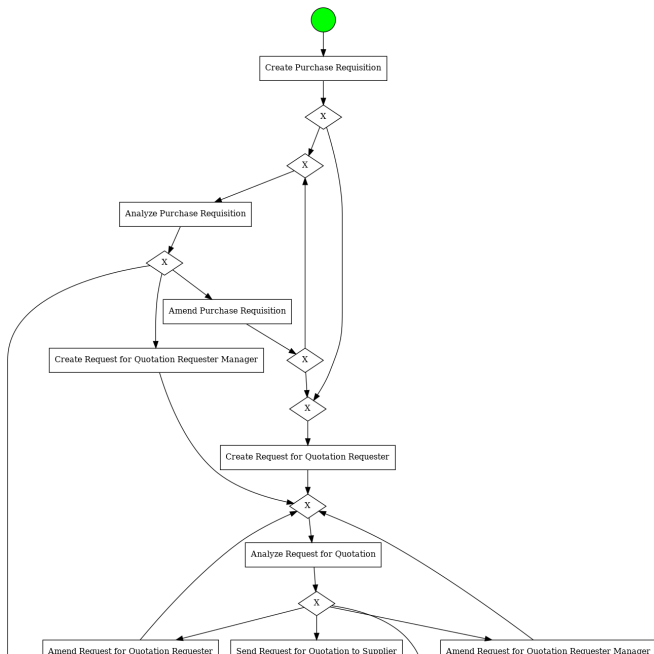 Create Purchase Requisition
X
X
Analyze Purchase Requisition
X
Amend Purchase Requisition
Create Request for Quotation Requester Manager
X
X
Create Request for Quotation Requester
X
Analyze Request for Quotation
X
Amend Request for Quotation Requester
Send Request for Quotation to Supplier
Amend Request for Quotation Requester Manager